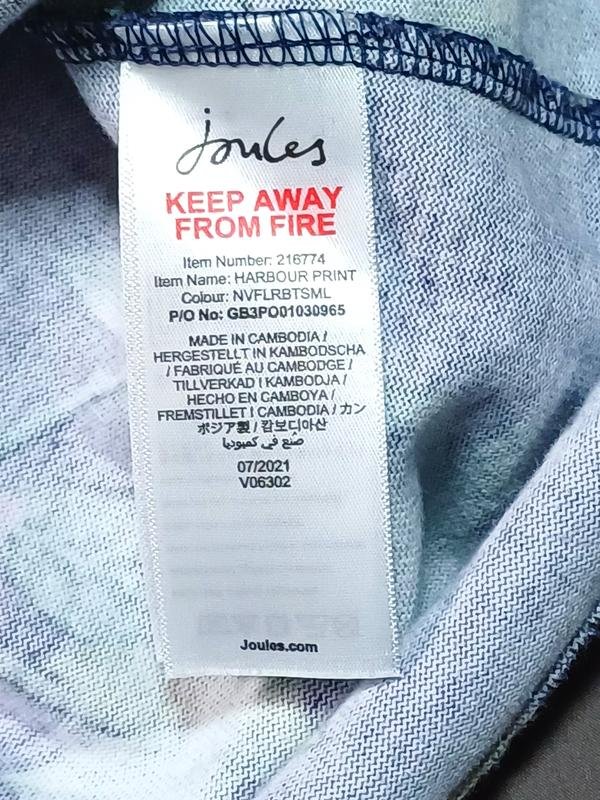 Joules
KEEP AWAY
FROM FIRE
Item Number: 216774
Item Name: HARBOUR PRINT
Colour: NVFLRBTSML
P/O No: GB3PO01030965
MADE IN CAMBODIA /
HERGESTELLT IN KAMBODSCHA
/ FABRIQUÉ AU CAMBODGE /
TILLVERKAD I KAMBODJA /
HECHO EN CAMBOYA /
FREMSTILLET I CAMBODIA / カン
ボジア製 / 캄보디아산
صنع في كمبوديا
07/2021
V06302
Joules.com